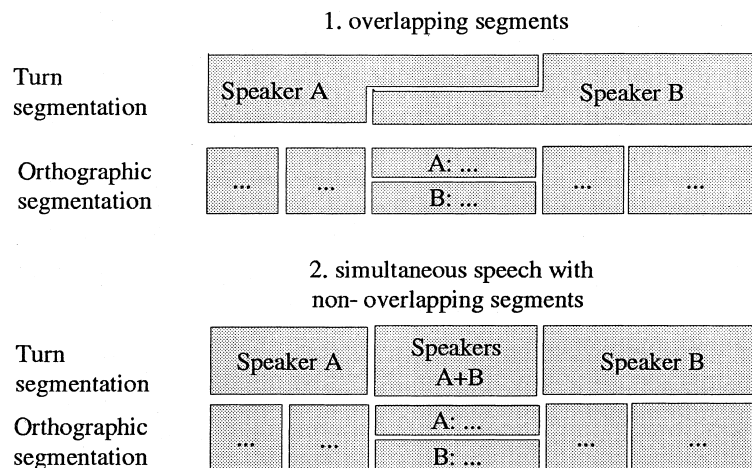 1. overlapping segments
Turn
segmentation
Speaker A
Speaker B
Orthographic
segmentation
...
...
A: ...
B: ...
...
...
2. simultaneous speech with
non- overlapping segments
Turn
segmentation
Speaker A
Speakers
A+B
Speaker B
Orthographic
segmentation
...
...
A: ...
B: ...
...
...